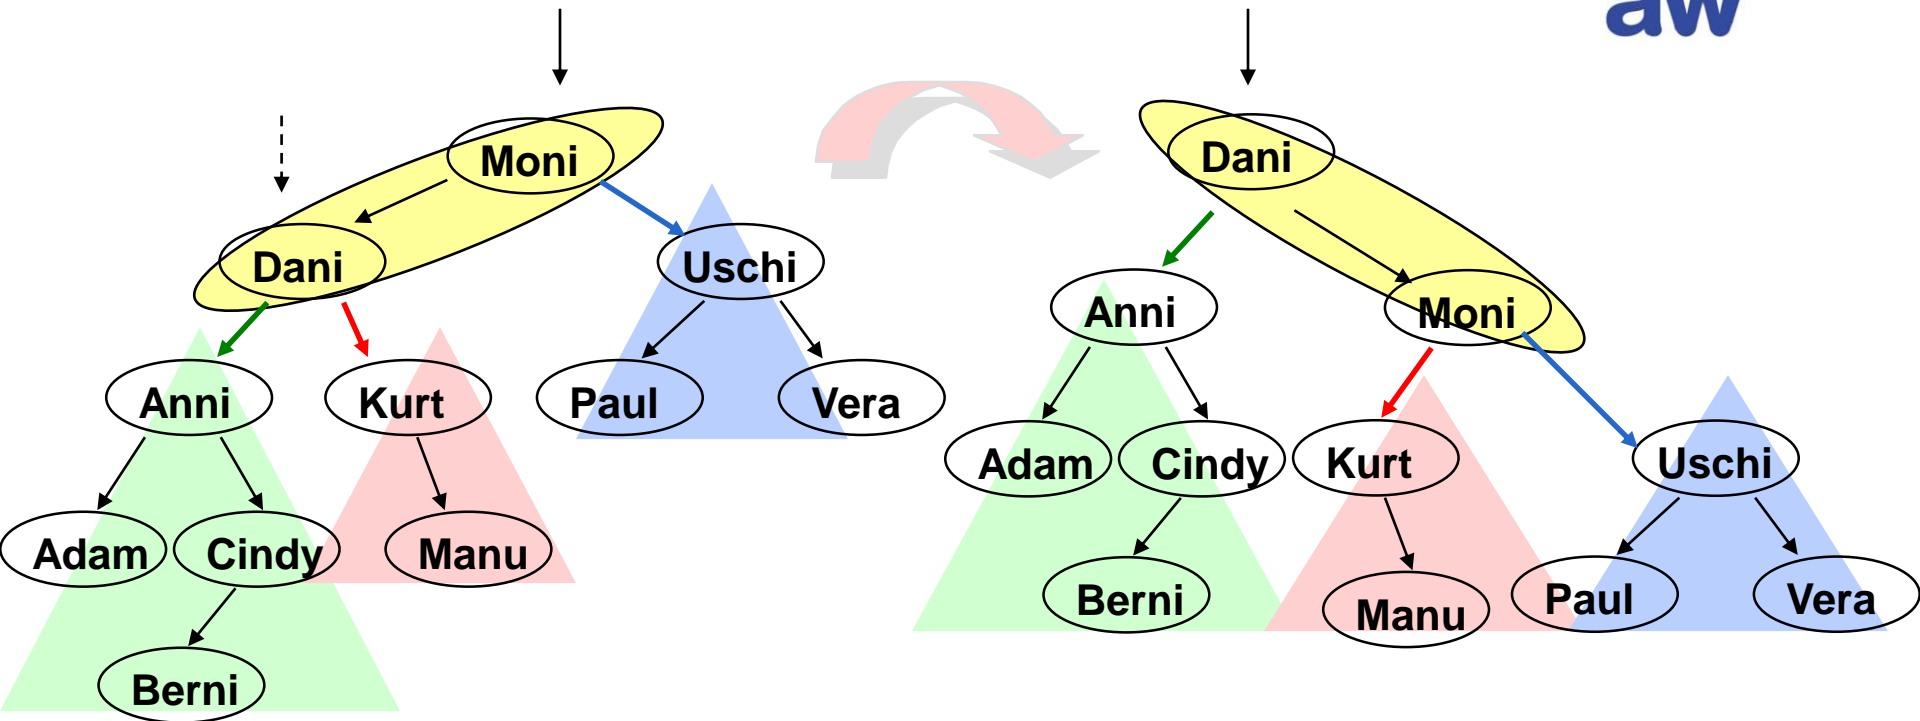 aw
Moni
Dani
Uschi
Anni
Kurt
Paul
Vera
Adam
Cindy
Manu
Berni
Dani
Anni
Moni
Adam
Cindy
Kurt
Uschi
Berni
Manu
Paul
Vera